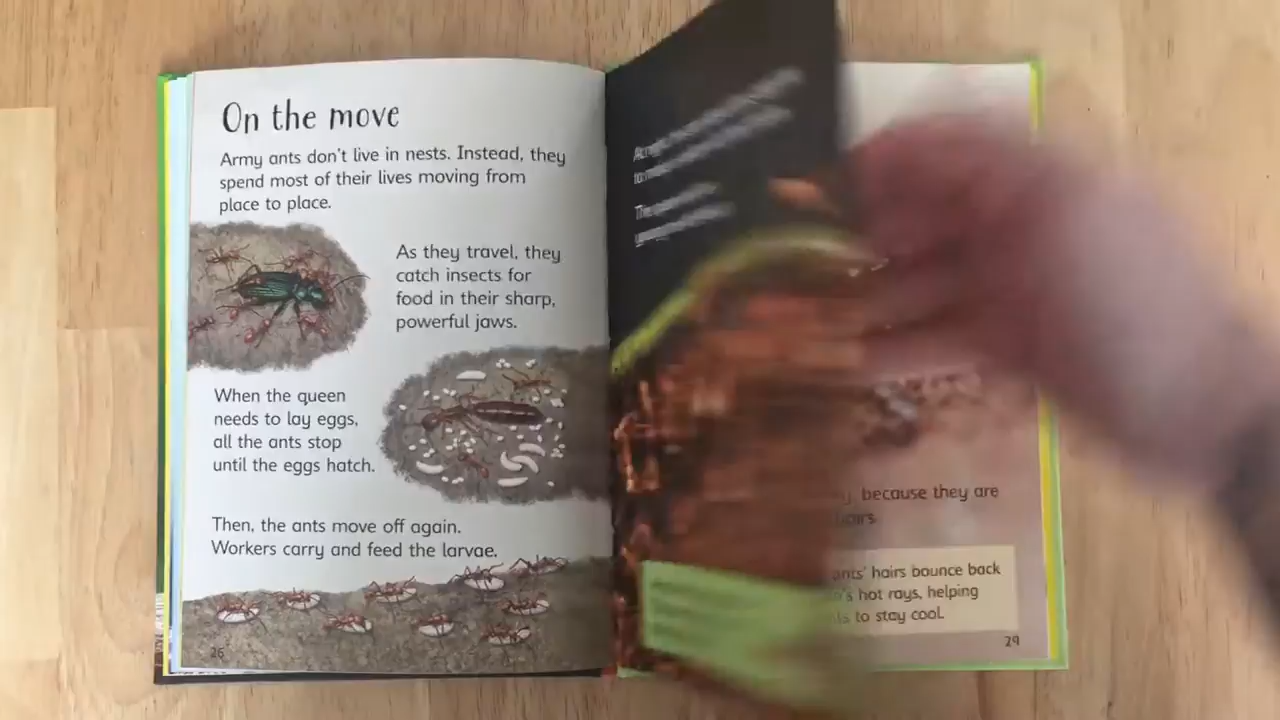 On the move
Army ants don't live in nests. Instead, they
spend most of their lives moving from
place to place.
As they travel, they
catch insects for
food in their sharp,
powerful jaws.
When the queen
needs to lay eggs,
all the ants stop
until the eggs hatch.
Then, the ants move off again.
Workers carry and feed the larvae.
26
because they are
hairs
ants' hairs bounce back
hot rays, helping
to stay cool.
29